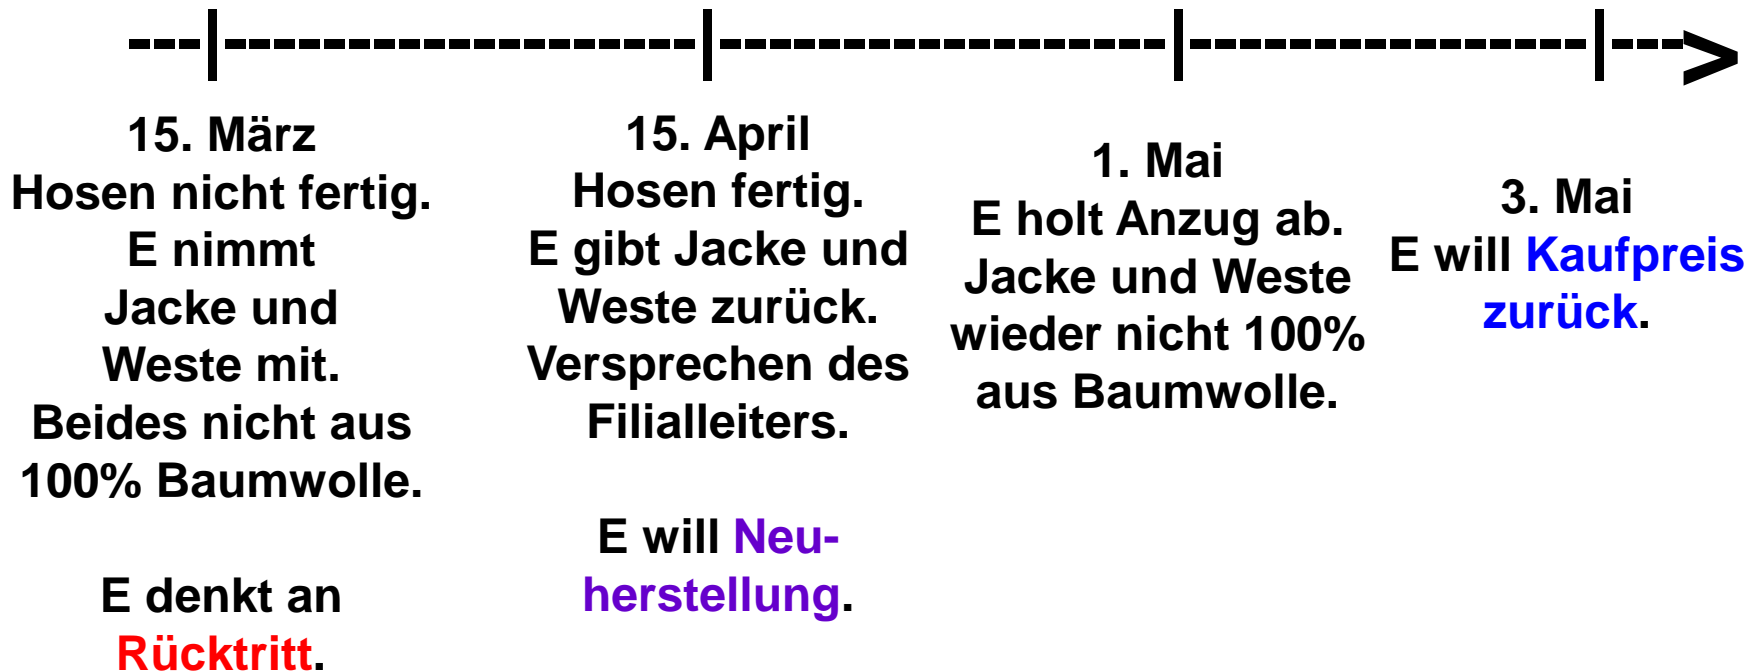 15. März
Hosen nicht fertig.
E nimmt
Jacke und
Weste mit.
Beides nicht aus
100% Baumwolle.
E denkt an
Rücktritt.
15. April
Hosen fertig.
E gibt Jacke und
Weste zurück.
Versprechen des
Filialleiters.
E will Neu-
herstellung.
1. Mai
E holt Anzug ab.
Jacke und Weste
wieder nicht 100%
aus Baumwolle.
3. Mai
E will Kaufpreis
zurück.